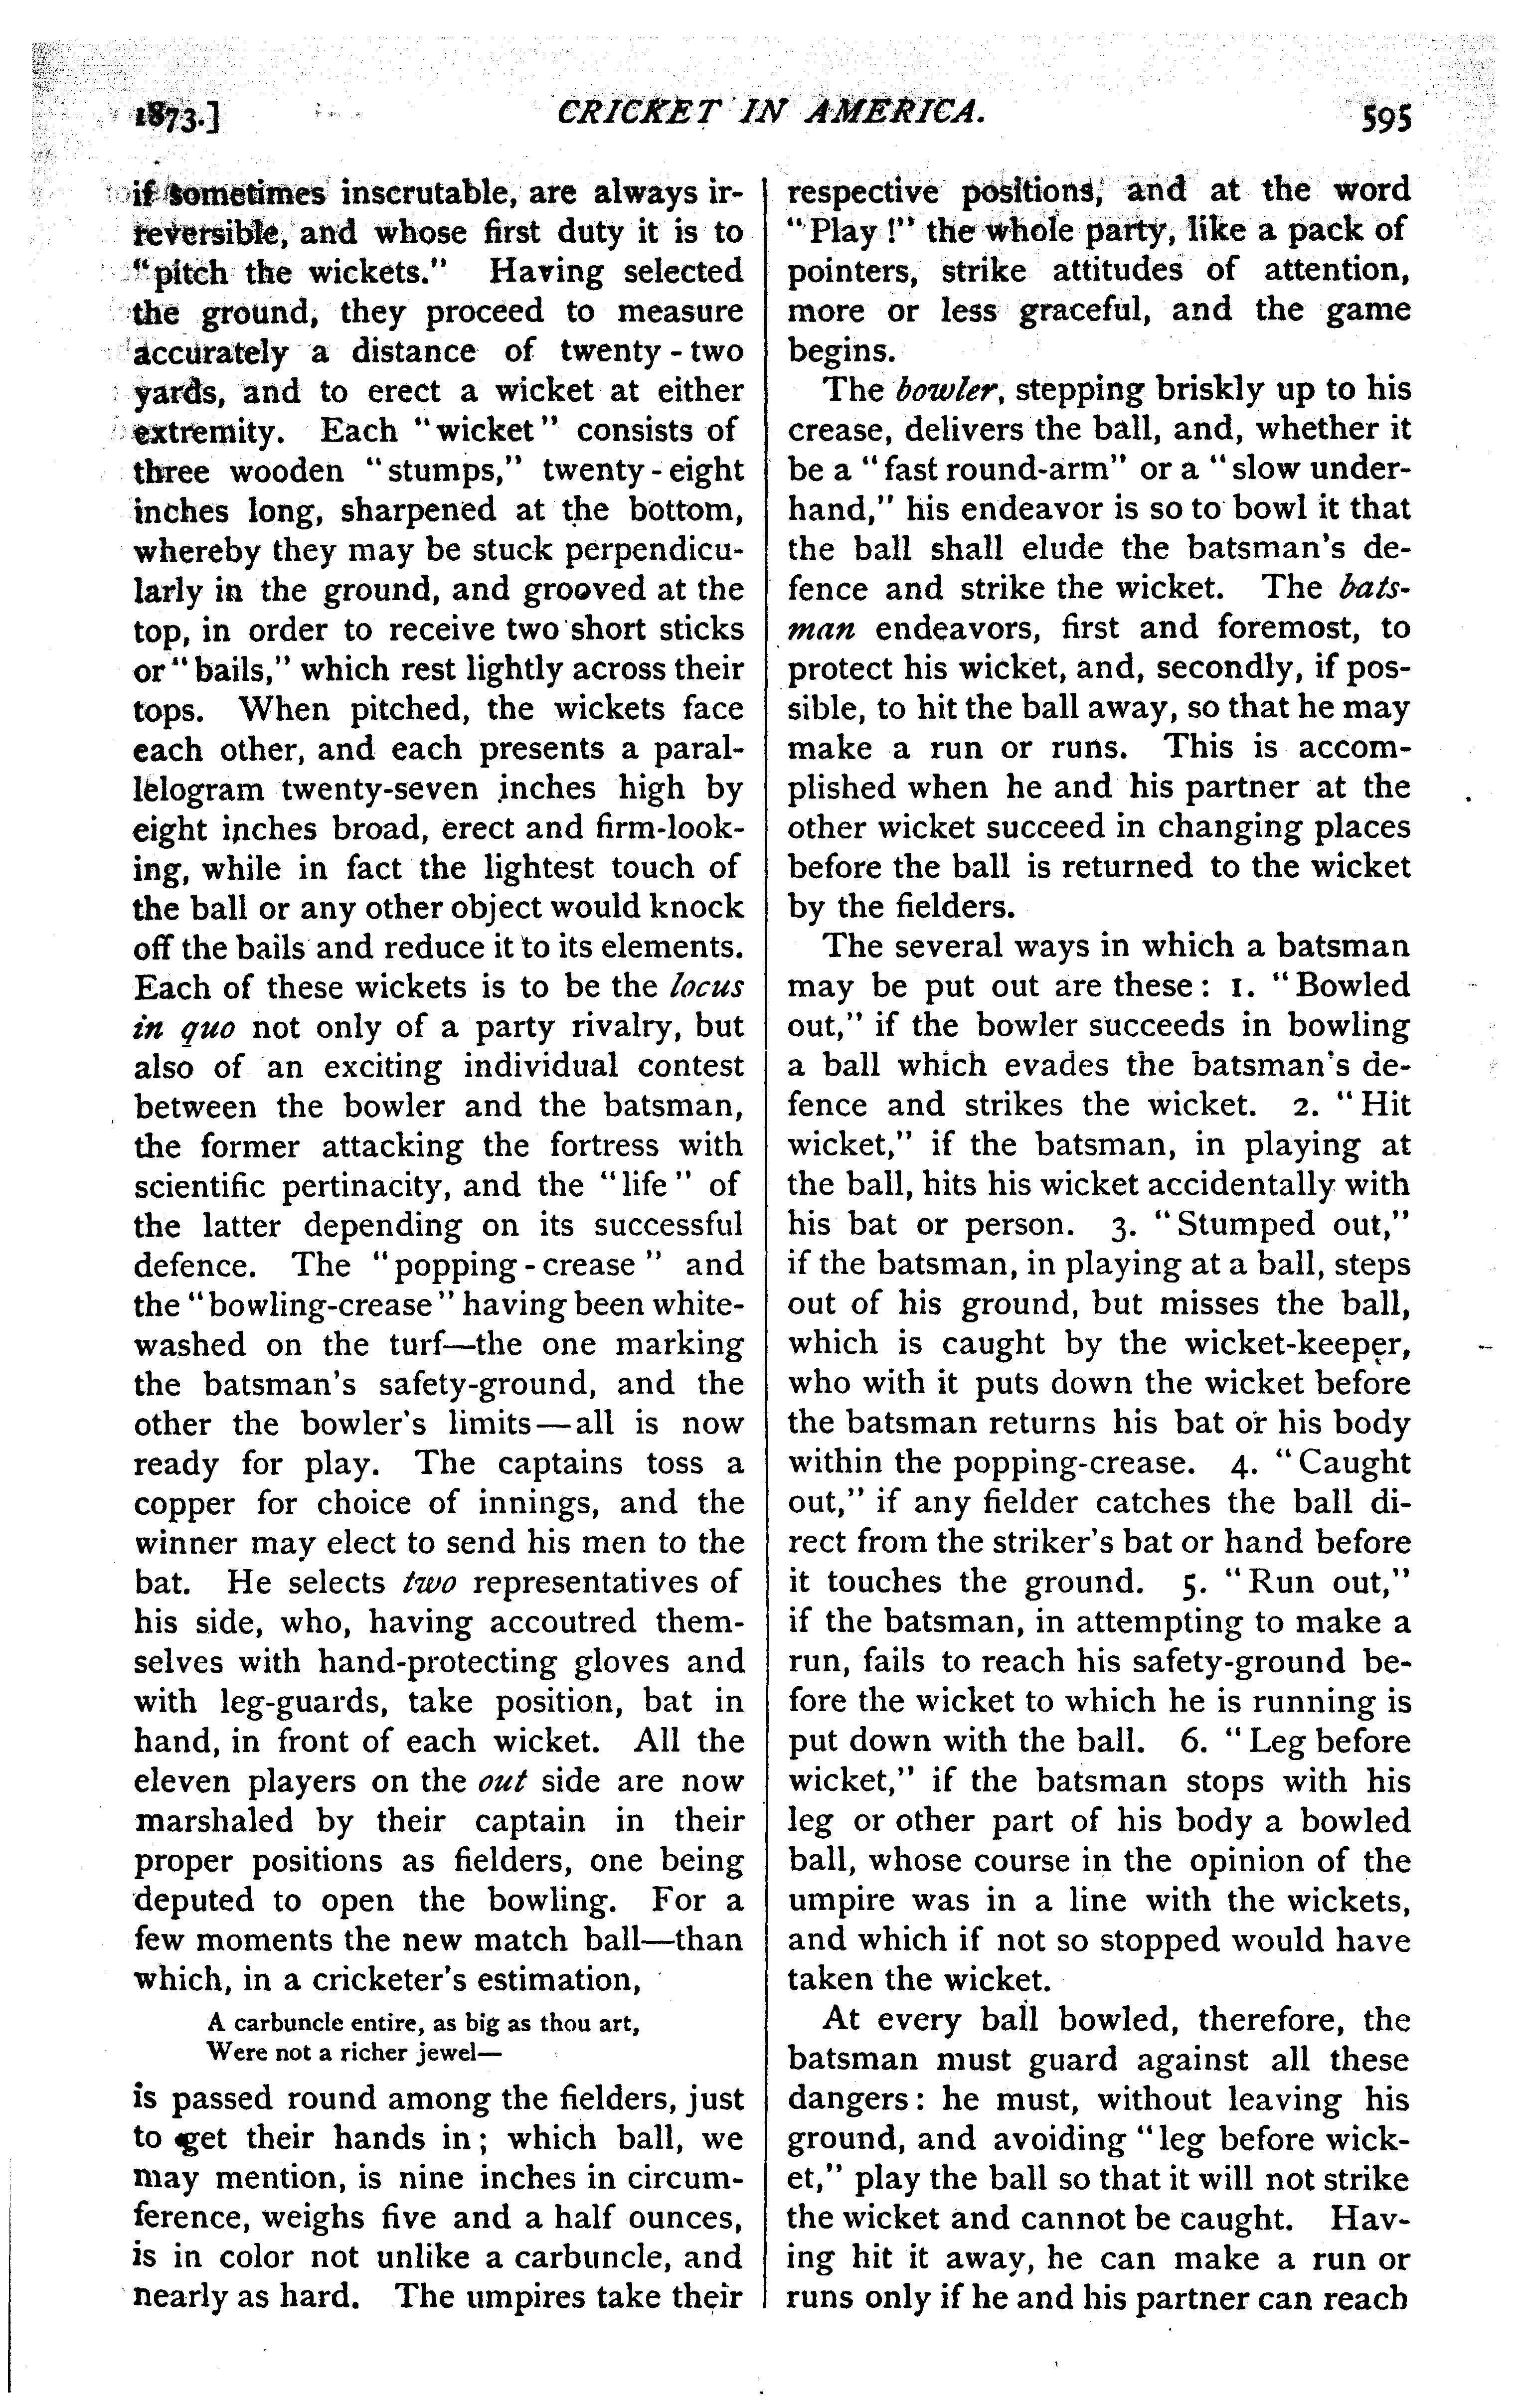 1873.]
CRICKET IN AMERICA.
595
if sometimes inscrutable, are always ir-
reversible, and whose first duty it is to
"pitch the wickets." Having selected
the ground, they proceed to measure
accurately a distance of twenty-two
yards, and to erect a wicket at either
extremity. Each "wicket" consists of
three wooden "stumps," twenty-eight
inches long, sharpened at the bottom,
whereby they may be stuck perpendicu-
larly in the ground, and grooved at the
top, in order to receive two short sticks
or "bails," which rest lightly across their
tops. When pitched, the wickets face
each other, and each presents a paral-
lelogram twenty-seven inches high by
eight inches broad, erect and firm-look-
ing, while in fact the lightest touch of
the ball or any other object would knock
off the bails and reduce it to its elements.
Each of these wickets is to be the locus
in quo not only of a party rivalry, but
also of an exciting individual contest
between the bowler and the batsman,
the former attacking the fortress with
scientific pertinacity, and the "life" of
the latter depending on its successful
defence. The "popping-crease" and
the "bowling-crease" having been white-
washed on the turf—the one marking
the batsman's safety-ground, and the
other the bowler's limits—all is now
ready for play. The captains toss a
copper for choice of innings, and the
winner may elect to send his men to the
bat. He selects two representatives of
his side, who, having accoutred them-
selves with hand-protecting gloves and
with leg-guards, take position, bat in
hand, in front of each wicket. All the
eleven players on the out side are now
marshaled by their captain in their
proper positions as fielders, one being
deputed to open the bowling. For a
few moments the new match ball—than
which, in a cricketer's estimation,
A carbuncle entire, as big as thou art,
Were not a richer jewel—
is passed round among the fielders, just
to get their hands in; which ball, we
may mention, is nine inches in circum-
ference, weighs five and a half ounces,
is in color not unlike a carbuncle, and
nearly as hard. The umpires take their
respective positions, and at the word
"Play!" the whole party, like a pack of
pointers, strike attitudes of attention,
more or less graceful, and the game
begins.
The bowler, stepping briskly up to his
crease, delivers the ball, and, whether it
be a "fast round-arm" or a "slow under-
hand," his endeavor is so to bowl it that
the ball shall elude the batsman's de-
fence and strike the wicket. The bats-
man endeavors, first and foremost, to
protect his wicket, and, secondly, if pos-
sible, to hit the ball away, so that he may
make a run or runs. This is accom-
plished when he and his partner at the
other wicket succeed in changing places
before the ball is returned to the wicket
by the fielders.
The several ways in which a batsman
may be put out are these: 1. "Bowled
out," if the bowler succeeds in bowling
a ball which evades the batsman's de-
fence and strikes the wicket. 2. "Hit
wicket," if the batsman, in playing at
the ball, hits his wicket accidentally with
his bat or person. 3. "Stumped out,"
if the batsman, in playing at a ball, steps
out of his ground, but misses the ball,
which is caught by the wicket-keeper,
who with it puts down the wicket before
the batsman returns his bat or his body
within the popping-crease. 4. "Caught
out," if any fielder catches the ball di-
rect from the striker's bat or hand before
it touches the ground. 5. "Run out,"
if the batsman, in attempting to make a
run, fails to reach his safety-ground be-
fore the wicket to which he is running is
put down with the ball. 6. "Leg before
wicket," if the batsman stops with his
leg or other part of his body a bowled
ball, whose course in the opinion of the
umpire was in a line with the wickets,
and which if not so stopped would have
taken the wicket.
At every ball bowled, therefore, the
batsman must guard against all these
dangers: he must, without leaving his
ground, and avoiding "leg before wick-
et," play the ball so that it will not strike
the wicket and cannot be caught. Hav-
ing hit it away, he can make a run or
runs only if he and his partner can reach